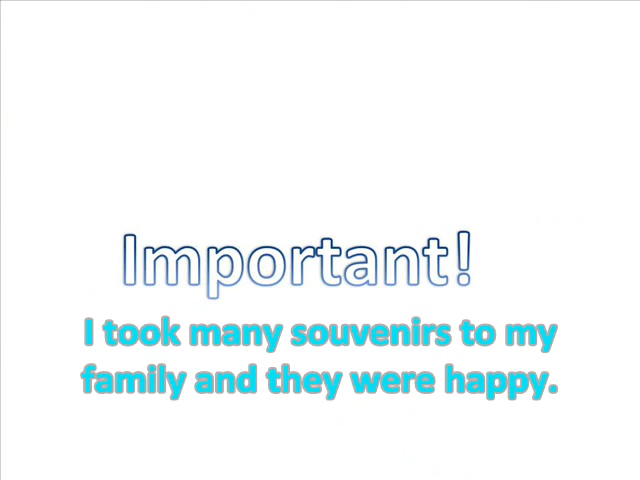 Important!
I took many souvenirs to my
family and they were happy.